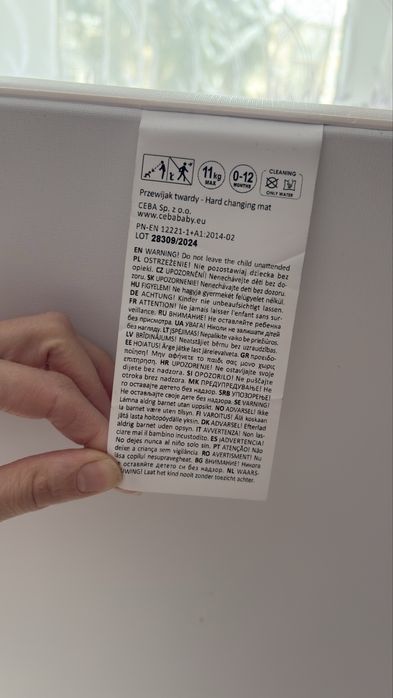 11 kg
MAX
0-12
MONTHS
CLEANING
ONLY WATER
Przewijak twardy - Hard changing mat
CEBA Sp. z o.o.
www.cebababy.eu
PN-EN 12221-1+A1:2014-02
LOT 28309/2024
EN WARNING! Do not leave the child unattended
PL OSTRZEŻENIE! Nie pozostawiaj dziecka bez
opieki. CZ UPOZORNĚNÍ! Nenechávejte děti bez do-
zoru. SK UPOZORNENIE! Nenechávajte deti bez dozoru.
HU FIGYELEM! Ne hagyja gyermekét felügyelet nélkül.
DE ACHTUNG! Kinder nie unbeaufsichtigt lassen.
FR ATTENTION! Ne jamais laisser l'enfant sans sur-
veillance. RU ВНИМАНИЕ! Не оставляйте ребенка
без присмотра. UA УВАГА! Ніколи не залишайте дітей
без нагляду. LT ĮSPĖJIMAS! Nepalikite vaiko be priežiūros.
LV BRĪDINĀJUMS! Neatstājiet bērnu bez uzraudzības.
EE HOIATUS! Ärge jätke last järelevalveta. GR προειδο-
ποίηση! Μην αφήνετε το παιδί σας μόνο χωρίς
επιτήρηση. HR UPOZORENJE! Ne ostavljajte svoje
dijete bez nadzora. SI OPOZORILO! Ne puščajte
otroka brez nadzora. MK ПРЕДУПРЕДУВАЊЕ! Не
го оставајте детето без надзор. SRB УПОЗОРЕЊЕ!
Не остављајте своје дете без надзора. SE VARNING!
Lämna aldrig barnet utan uppsikt. NO ADVARSEL! Ikke
la barnet være uten tilsyn. FI VAROITUS! Älä koskaan
jätä lasta hoitopöydälle yksin. DK ADVARSEL! Efterlad
aldrig barnet uden opsyn. IT AVVERTENZA! Non las-
ciare mai il bambino incustodito. ES ¡ADVERTENCIA!
No dejes nunca al niño solo sin. PT ATENÇÃO! Não
deixe a criança sem vigilância. RO AVERTISMENT! Nu
lăsa copilul nesupravegheat. BG ВНИМАНИЕ! Никога
оставяйте детето си без надзор. NL WAARS-
WING! Laat het kind nooit zonder toezicht achter.